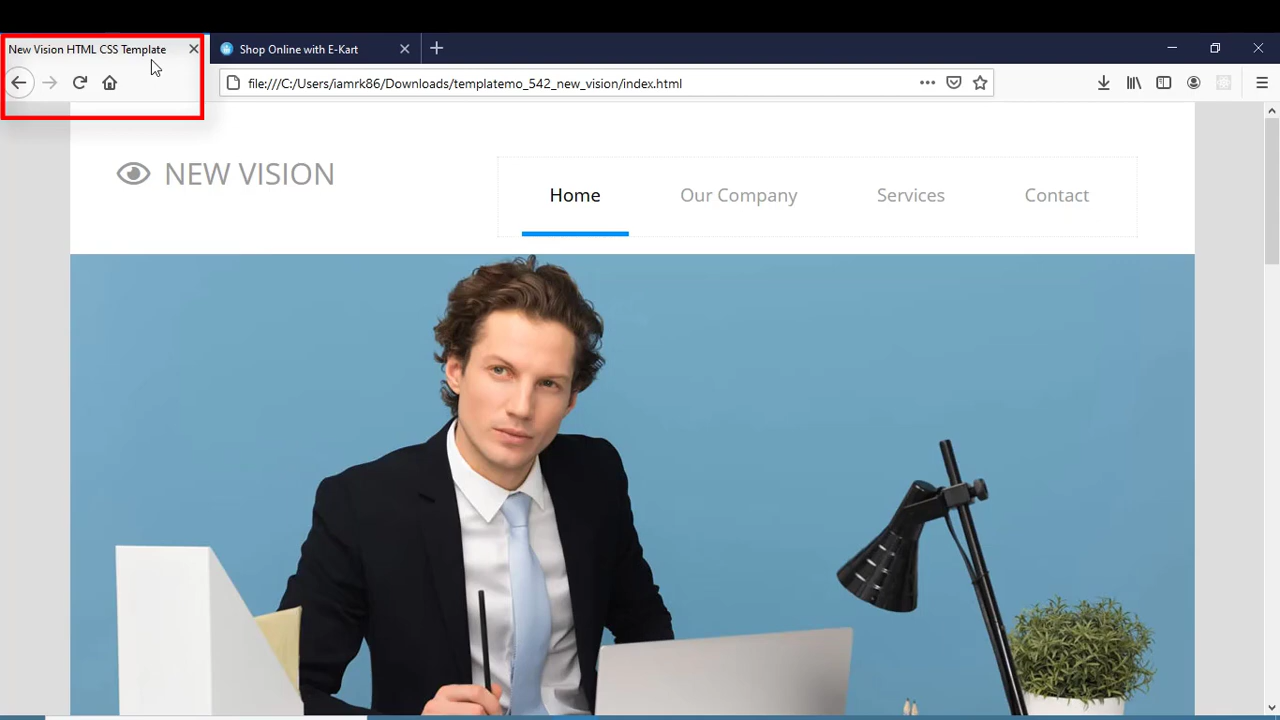 New Vision HTML CSS Template
Shop Online with E-Kart
file:///C:/Users/iamrk86/Downloads/templatemo_542_new_vision/index.html
NEW VISION
Home
Our Company
Services
Contact